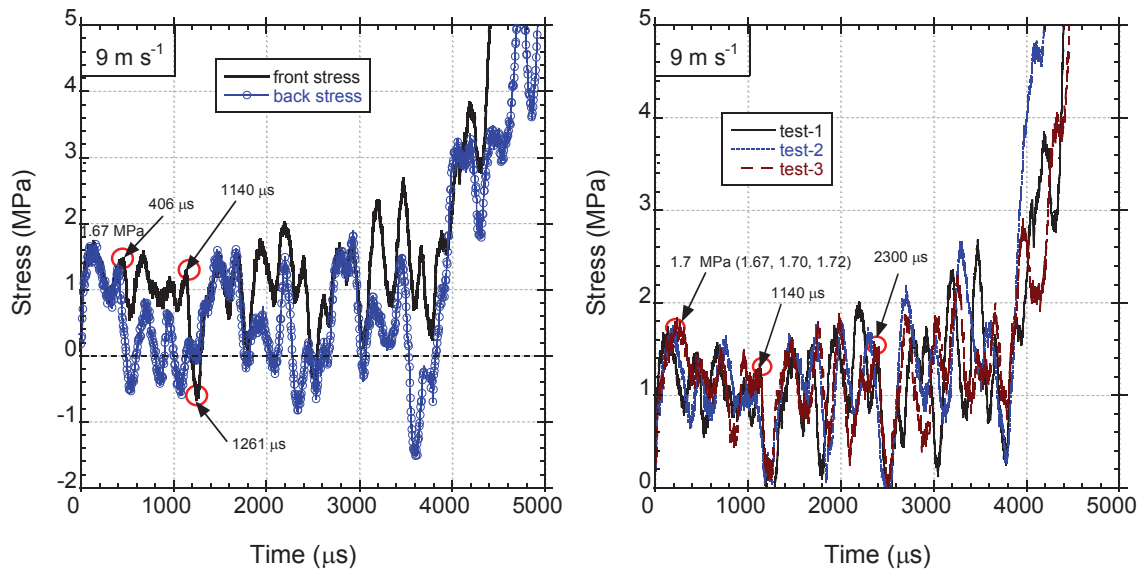 9 m s-1
front stress
back stress
1.67 MPa
406 μs
1140 μs
1261 μs
5
4
3
2
1
0
-1
-2
Stress (MPa)
0 1000 2000 3000 4000 5000
Time (μs)
9 m s-1
test-1
test-2
test-3
1.7 MPa (1.67, 1.70, 1.72)
2300 μs
1140 μs
5
4
3
2
1
0
Stress (MPa)
0 1000 2000 3000 4000 5000
Time (μs)